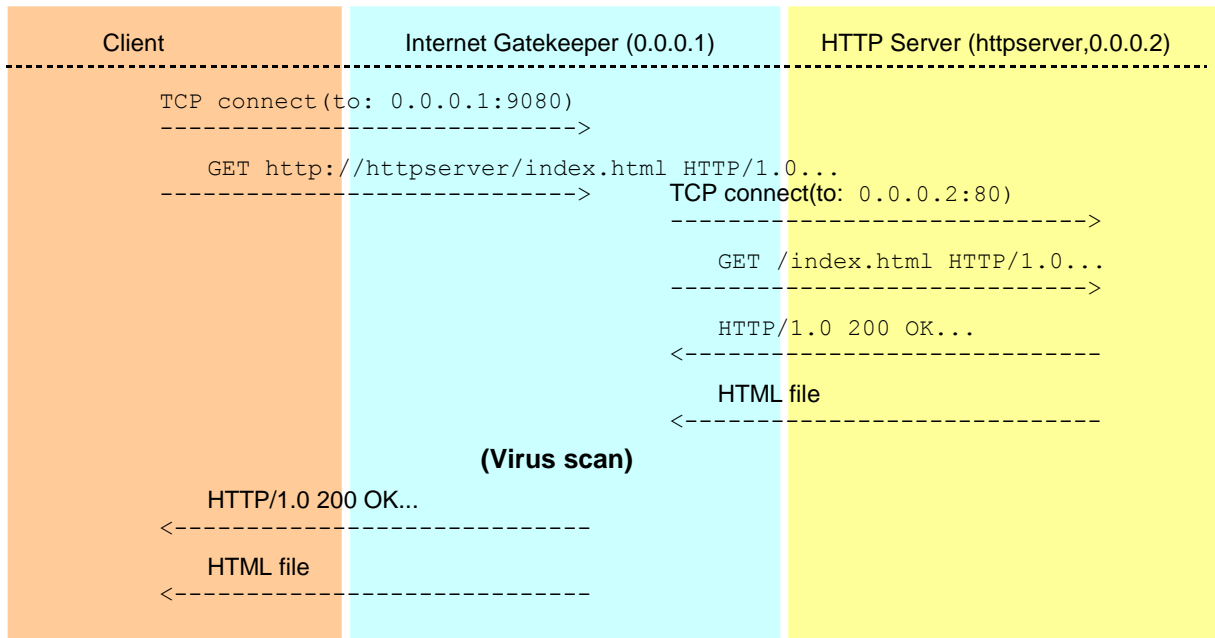 Client Internet Gatekeeper (0.0.0.1) HTTP Server (httpserver,0.0.0.2)
TCP connect(to: 0.0.0.1:9080)
----------------------------->
GET http://httpserver/index.html HTTP/1.0...
----------------------------->
TCP connect(to: 0.0.0.2:80)
----------------------------->
GET /index.html HTTP/1.0...
----------------------------->
HTTP/1.0 200 OK...
<-----------------------------
HTML file
<-----------------------------
(Virus scan)
HTTP/1.0 200 OK...
<-----------------------------
HTML file
<-----------------------------